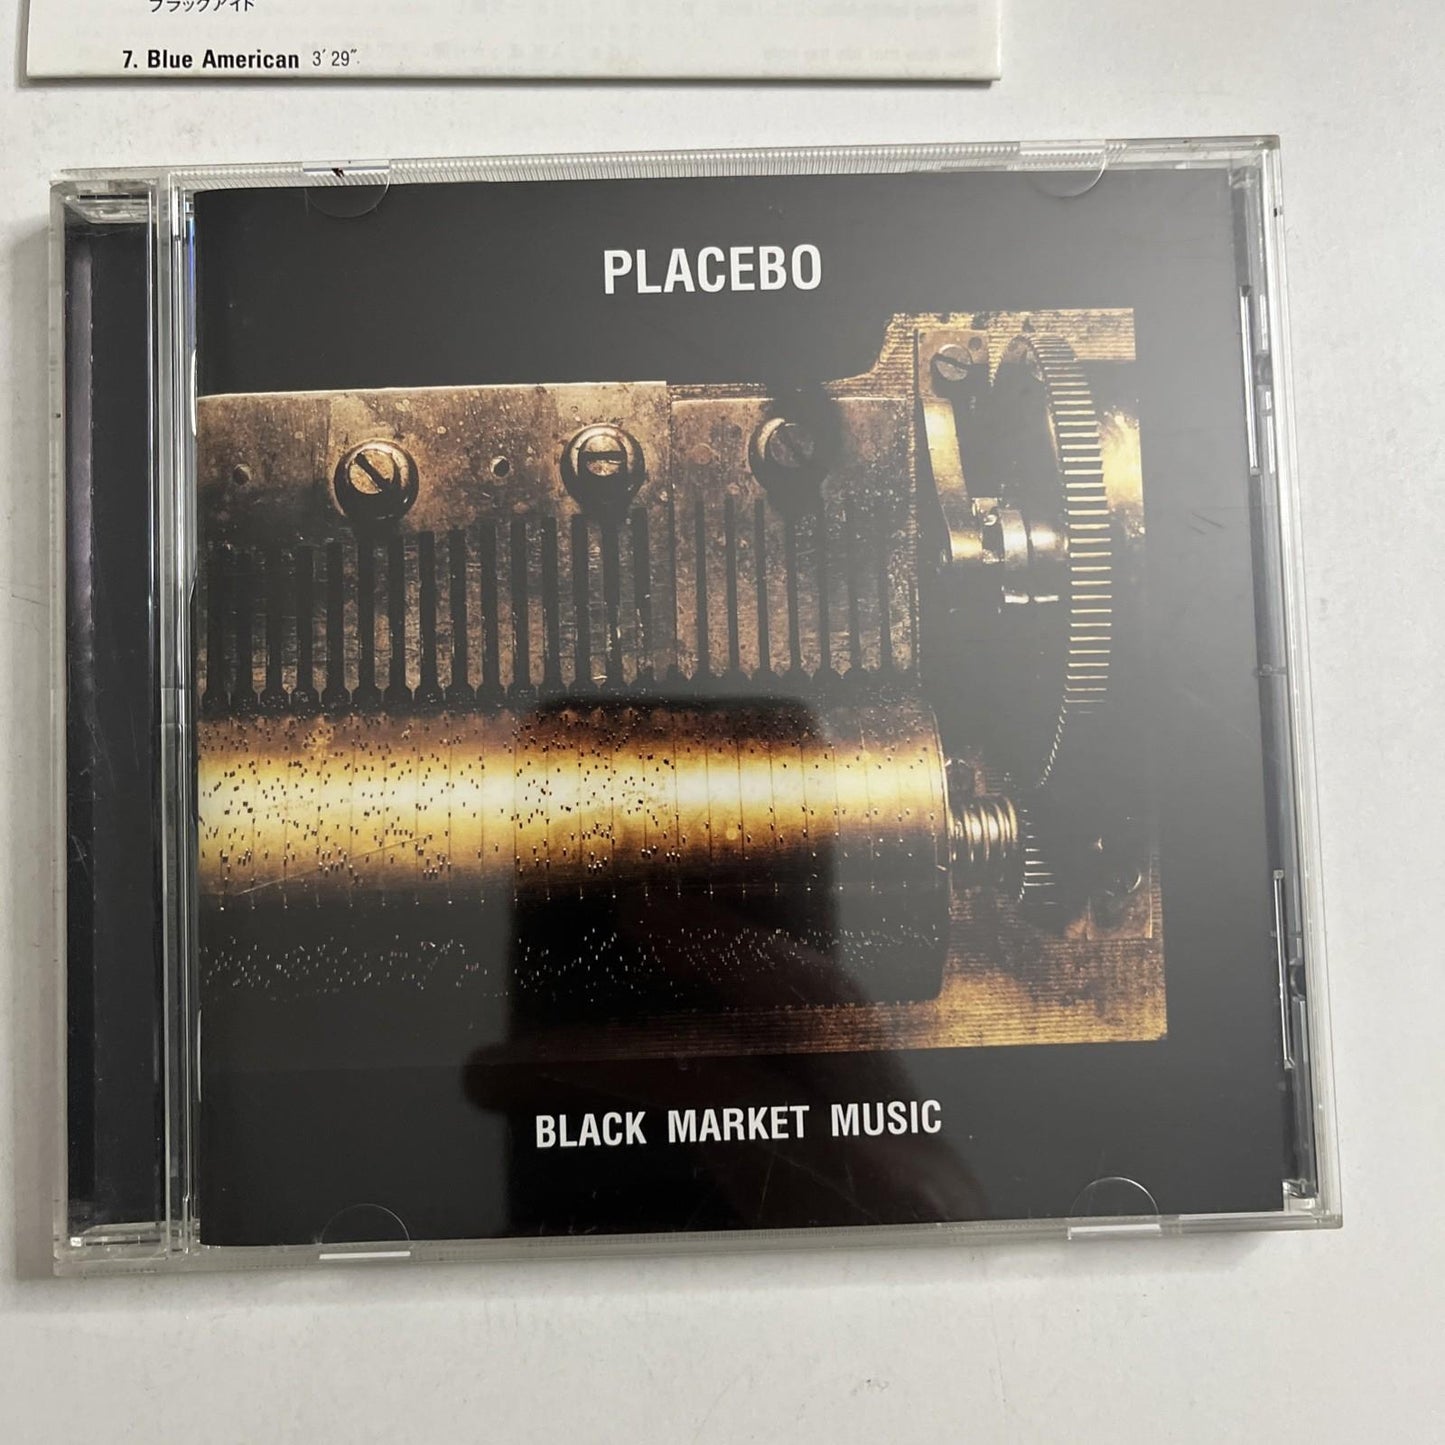 ブラックアイド
7. Blue American 3′29″
PLACEBO
BLACK MARKET MUSIC